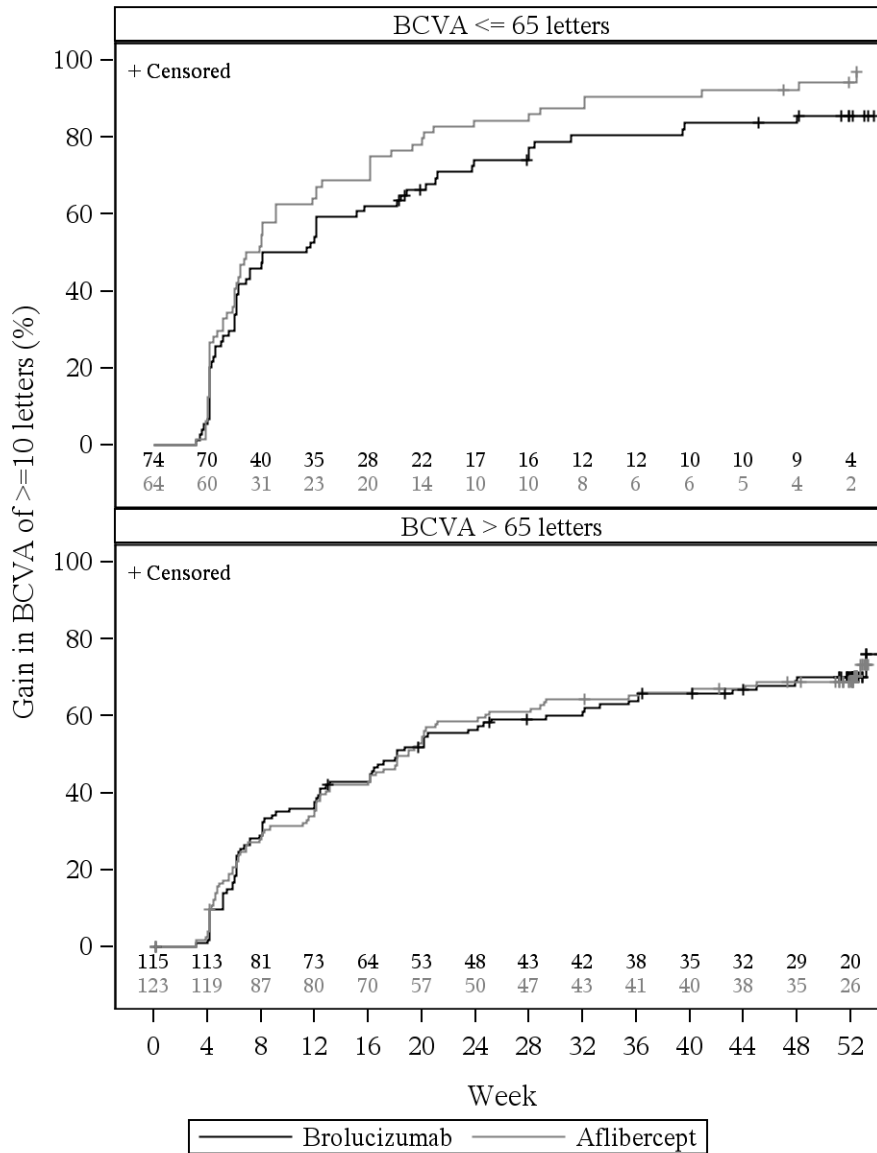 BCVA <= 65 letters
100
+ Censored
80
60
40
20
0
74 70 40 35 28 22 17 16 12 12 10 10 9 4
64 60 31 23 20 14 10 10 8 6 6 5 4 2
Gain in BCVA of >=10 letters (%)
BCVA > 65 letters
100
+ Censored
80
60
40
20
0
115 113 81 73 64 53 48 43 42 38 35 32 29 20
123 119 87 80 70 57 50 47 43 41 40 38 35 26
0 4 8 12 16 20 24 28 32 36 40 44 48 52
Week
Brolucizumab Aflibercept